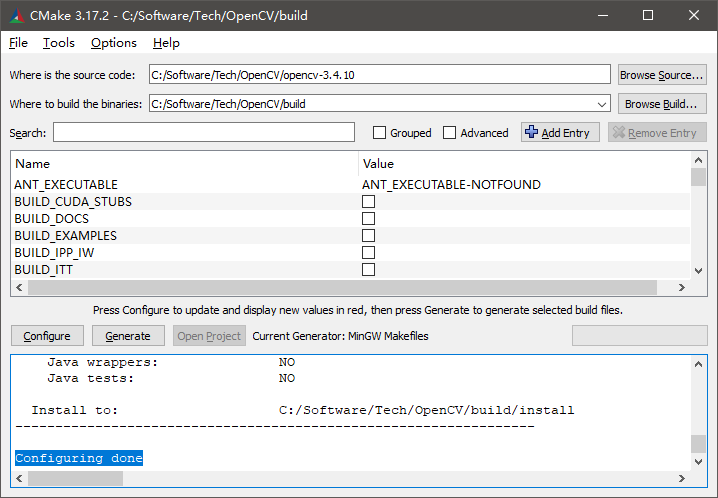 CMake 3.17.2 - C:/Software/Tech/OpenCV/build
File Tools Options Help
Where is the source code: C:/Software/Tech/OpenCV/opencv-3.4.10 Browse Source...
Where to build the binaries: C:/Software/Tech/OpenCV/build Browse Build...
Search: Grouped Advanced Add Entry Remove Entry
Name Value
ANT_EXECUTABLE ANT_EXECUTABLE-NOTFOUND
BUILD_CUDA_STUBS
BUILD_DOCS
BUILD_EXAMPLES
BUILD_IPP_IW
BUILD_ITT
Press Configure to update and display new values in red, then press Generate to generate selected build files.
Configure Generate Open Project Current Generator: MinGW Makefiles
Java wrappers: NO
Java tests: NO
Install to: C:/Software/Tech/OpenCV/build/install
-----------------------------------------------------------------
Configuring done